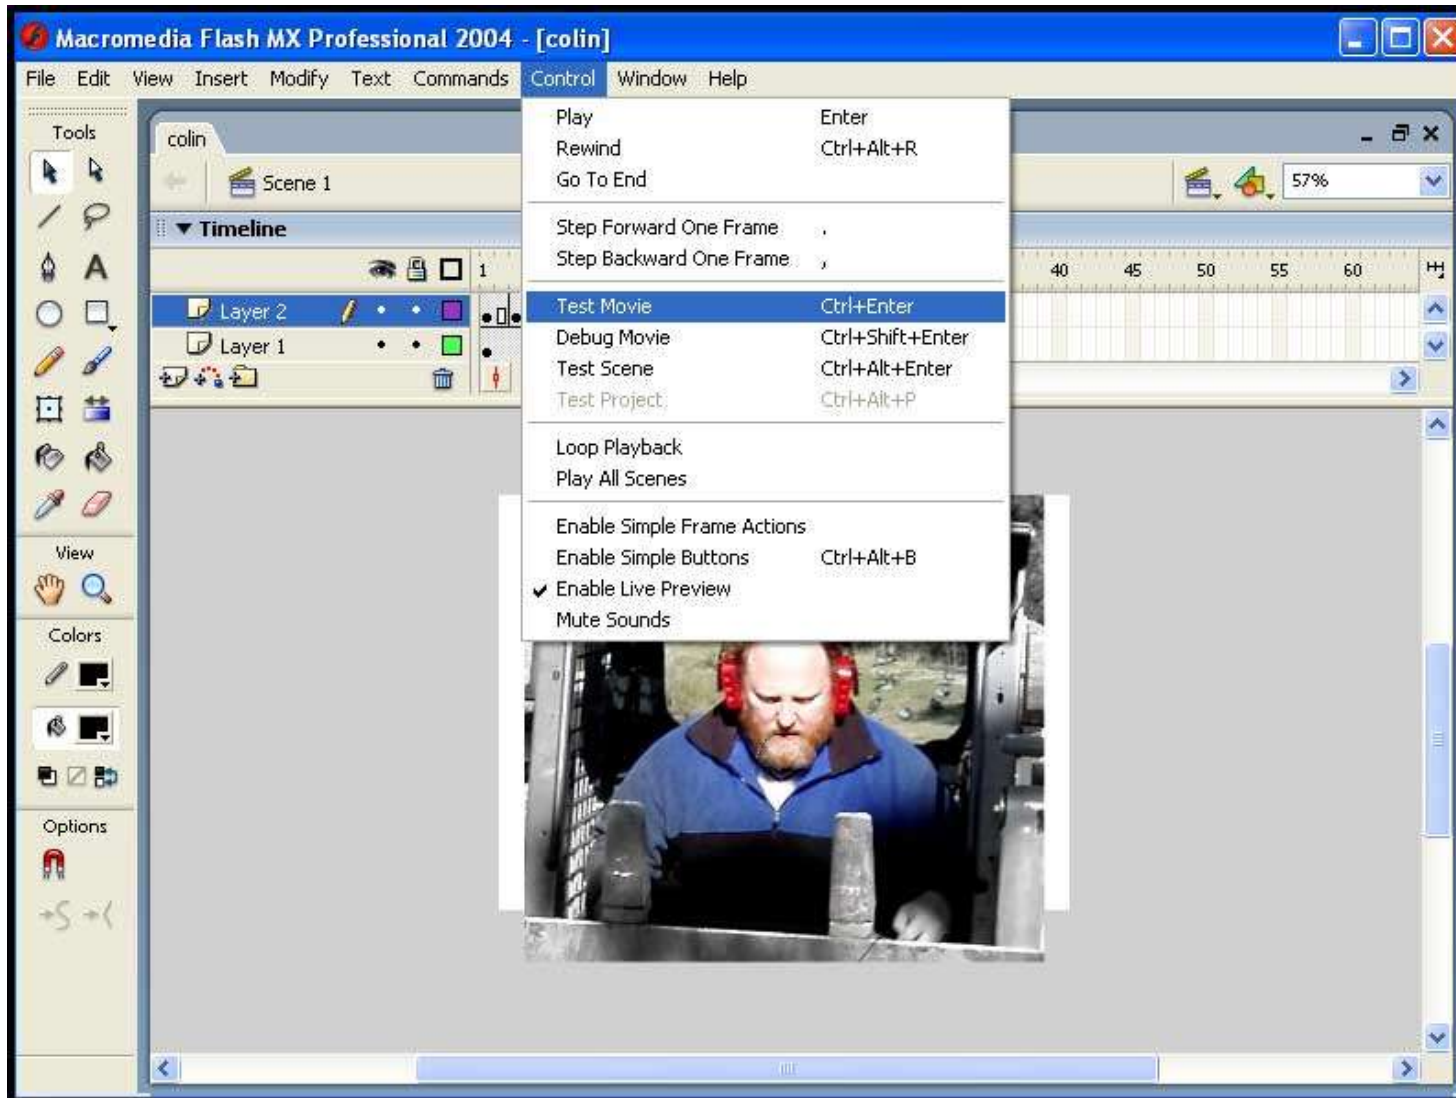 Macromedia Flash MX Professional 2004 - [colin]
File Edit View Insert Modify Text Commands Control Window Help
Tools
colin
Scene 1
57%
Timeline
1
40 45 50 55 60
Layer 2
Layer 1
Play Enter
Rewind Ctrl+Alt+R
Go To End
Step Forward One Frame .
Step Backward One Frame ,
Test Movie Ctrl+Enter
Debug Movie Ctrl+Shift+Enter
Test Scene Ctrl+Alt+Enter
Test Project Ctrl+Alt+P
Loop Playback
Play All Scenes
Enable Simple Frame Actions
Enable Simple Buttons Ctrl+Alt+B
Enable Live Preview
Mute Sounds
View
Colors
Options